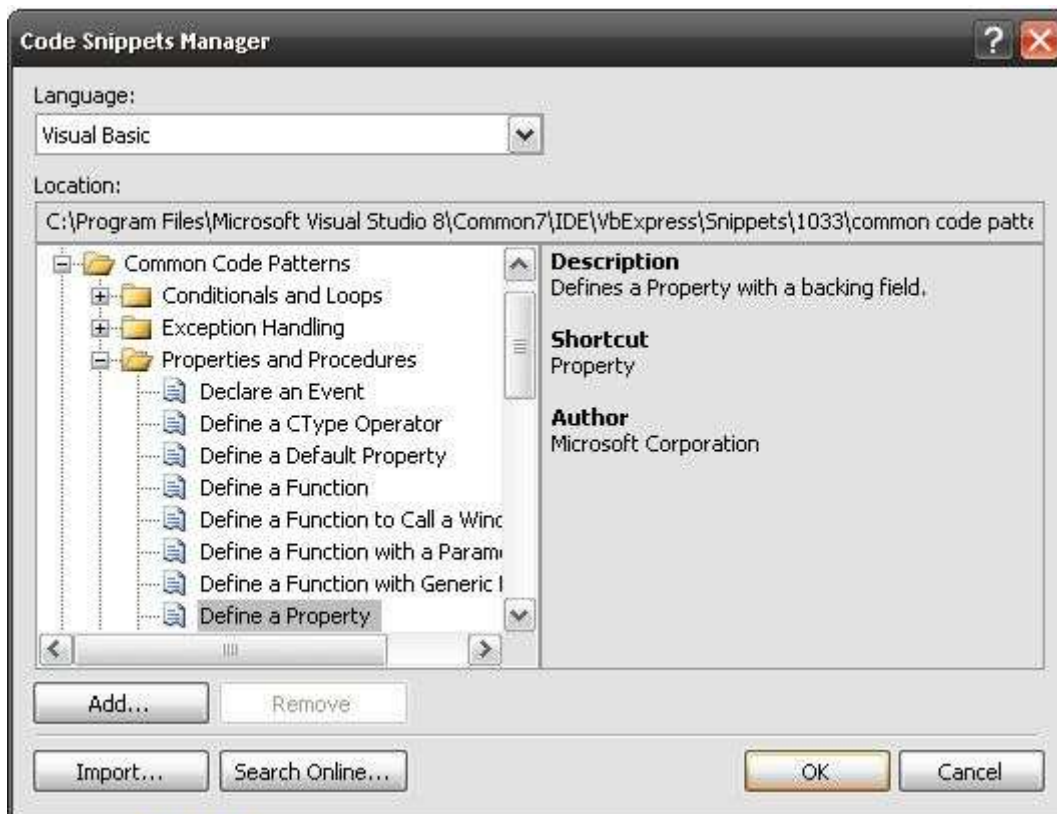 Code Snippets Manager
Language:
Visual Basic
Location:
C:\Program Files\Microsoft Visual Studio 8\Common7\IDE\VbExpress\Snippets\1033\common code patte
Common Code Patterns
Conditionals and Loops
Exception Handling
Properties and Procedures
Declare an Event
Define a CType Operator
Define a Default Property
Define a Function
Define a Function to Call a Wind
Define a Function with a Param
Define a Function with Generic
Define a Property
Description
Defines a Property with a backing field.
Shortcut
Property
Author
Microsoft Corporation
Add...
Remove
Import...
Search Online...
OK
Cancel